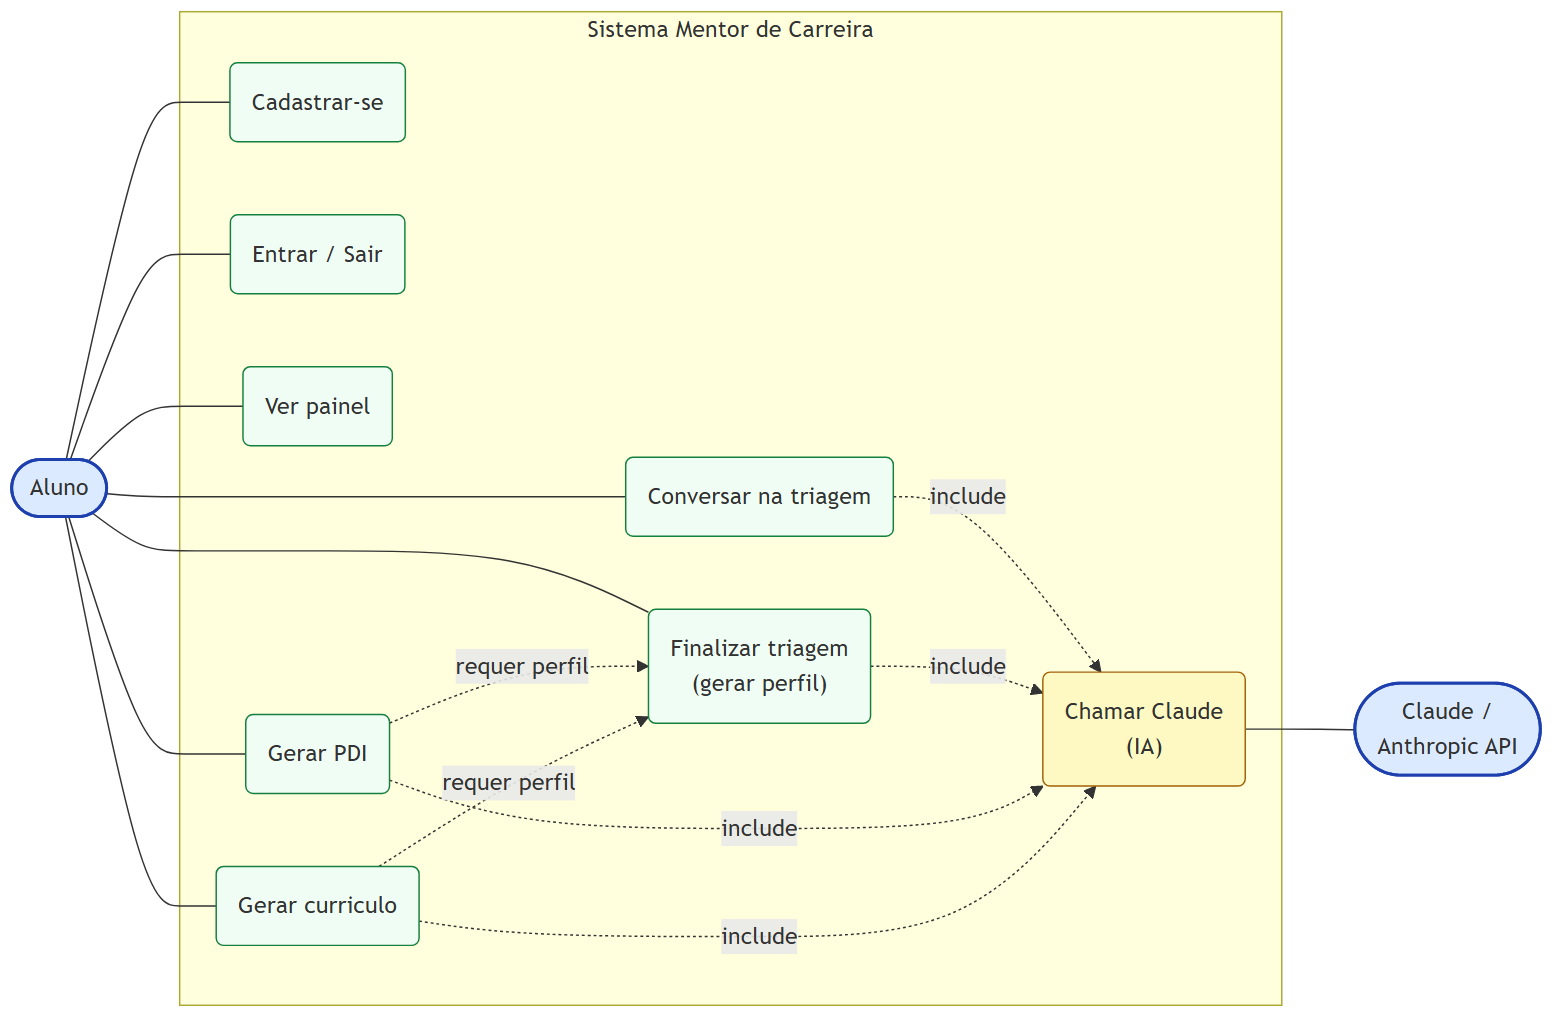 Sistema Mentor de Carreira
Cadastrar-se
Entrar / Sair
Ver painel
Aluno
Conversar na triagem
include
Finalizar triagem
(gerar perfil)
requer perfil
include
Chamar Claude
(IA)
Claude /
Anthropic API
Gerar PDI
requer perfil
include
Gerar curriculo
include